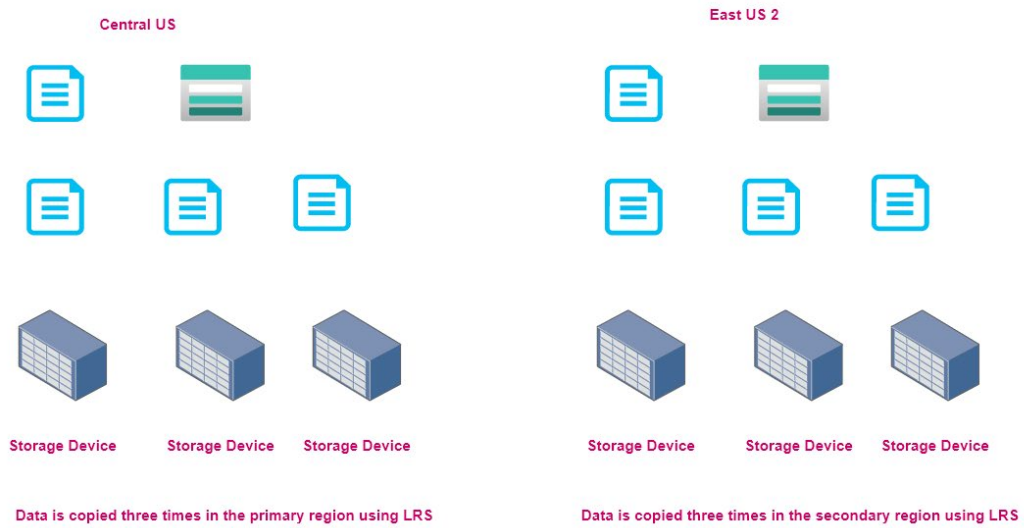 Central US
East US 2
Storage Device
Storage Device
Storage Device
Storage Device
Storage Device
Storage Device
Data is copied three times in the primary region using LRS
Data is copied three times in the secondary region using LRS